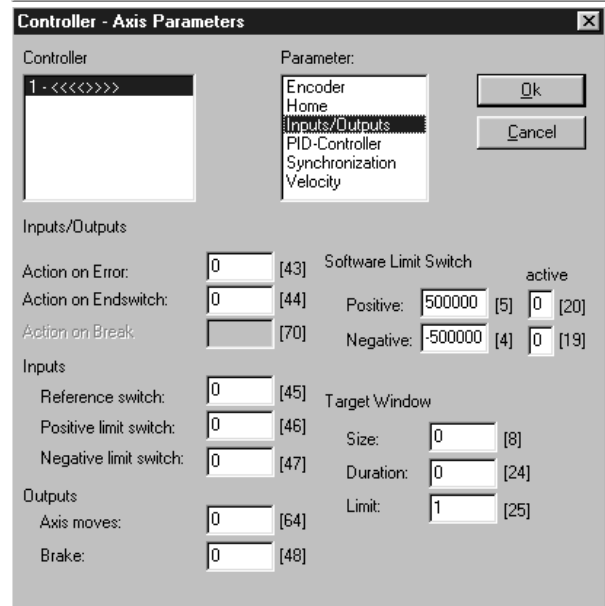 Controller - Axis Parameters
Controller
1 - <<<<>>>>
Parameter:
Encoder
Home
Inputs/Outputs
PID-Controller
Synchronization
Velocity
Ok
Cancel
Inputs/Outputs
Action on Error: 0 [43]
Action on Endswitch: 0 [44]
Action on Break [70]
Inputs
Reference switch: 0 [45]
Positive limit switch: 0 [46]
Negative limit switch: 0 [47]
Outputs
Axis moves: 0 [64]
Brake: 0 [48]
Software Limit Switch
active
Positive: 500000 [5] 0 [20]
Negative: -500000 [4] 0 [19]
Target Window
Size: 0 [8]
Duration: 0 [24]
Limit: 1 [25]